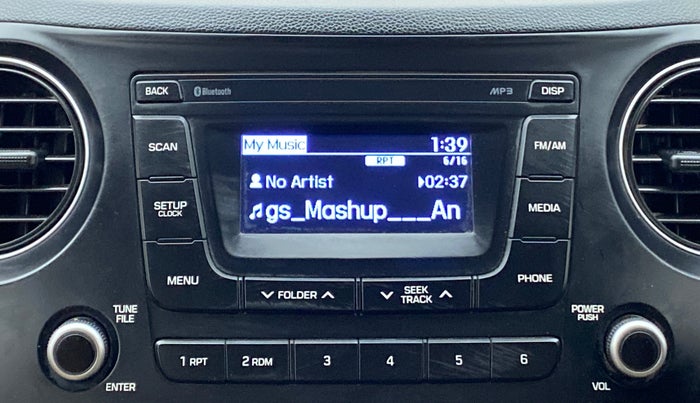 BACK
Bluetooth
MP3
DISP
SCAN
My Music 1:39
RPT 6/16
No Artist 02:37
gs_Mashup___An
FM/AM
SETUP
CLOCK
MEDIA
MENU
FOLDER
SEEK
TRACK
PHONE
TUNE
FILE
ENTER
1 RPT
2 RDM
3
4
5
6
POWER
PUSH
VOL